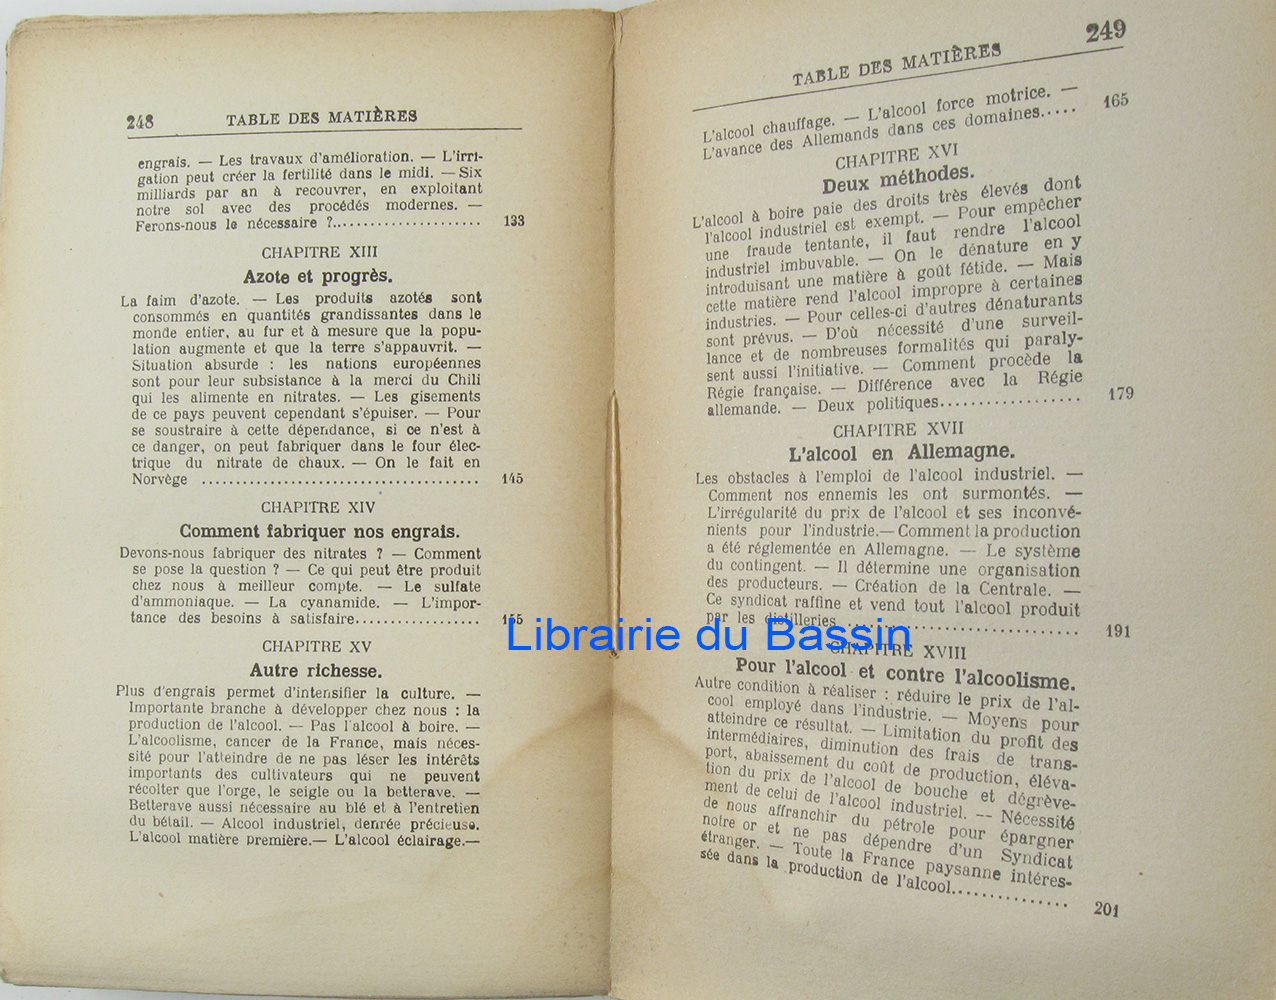 248 TABLE DES MATIÈRES
engrais. — Les travaux d'amélioration. — L'irri-
gation peut créer la fertilité dans le midi. — Six
milliards par an à recouvrer, en exploitant
notre sol avec des procédés modernes. —
Ferons-nous le nécessaire ?..................... 133
CHAPITRE XIII
Azote et progrès.
La faim d'azote. — Les produits azotés sont
consommés en quantités grandissantes dans le
monde entier, au fur et à mesure que la popu-
lation augmente et que la terre s'appauvrit. —
Situation absurde : les nations européennes
sont pour leur subsistance à la merci du Chili
qui les alimente en nitrates. — Les gisements
de ce pays peuvent cependant s'épuiser. — Pour
se soustraire à cette dépendance, si ce n'est à
ce danger, on peut fabriquer dans le four élec-
trique du nitrate de chaux. — On le fait en
Norvège ..................................... 145
CHAPITRE XIV
Comment fabriquer nos engrais.
Devons-nous fabriquer des nitrates ? — Comment
se pose la question ? — Ce qui peut être produit
chez nous à meilleur compte. — Le sulfate
d'ammoniaque. — La cyanamide. — L'impor-
tance des besoins à satisfaire................. 155
CHAPITRE XV
Autre richesse.
Plus d'engrais permet d'intensifier la culture. —
Importante branche à développer chez nous : la
production de l'alcool. — Pas l'alcool à boire. —
L'alcoolisme, cancer de la France, mais néces-
sité pour l'atteindre de ne pas léser les intérêts
importants des cultivateurs qui ne peuvent
récolter que l'orge, le seigle ou la betterave. —
Betterave aussi nécessaire au blé et à l'entretien
du bétail. — Alcool industriel, denrée précieuse.
L'alcool matière première.— L'alcool éclairage.—
TABLE DES MATIÈRES 249
L'alcool chauffage. — L'alcool force motrice. —
L'avance des Allemands dans ces domaines..... 165
CHAPITRE XVI
Deux méthodes.
L'alcool à boire paie des droits très élevés dont
l'alcool industriel est exempt. — Pour empêcher
une fraude tentante, il faut rendre l'alcool
industriel imbuvable. — On le dénature en y
introduisant une matière à goût fétide. — Mais
cette matière rend l'alcool impropre à certaines
industries. — Pour celles-ci d'autres dénaturants
sont prévus. — D'où nécessité d'une surveil-
lance et de nombreuses formalités qui paraly-
sent aussi l'initiative. — Comment procède la
Régie française. — Différence avec la Régie
allemande. — Deux politiques.................. 179
CHAPITRE XVII
L'alcool en Allemagne.
Les obstacles à l'emploi de l'alcool industriel. —
Comment nos ennemis les ont surmontés. —
L'irrégularité du prix de l'alcool et ses inconvé-
nients pour l'industrie.— Comment la production
a été réglementée en Allemagne. — Le système
du contingent. — Il détermine une organisation
des producteurs. — Création de la Centrale. —
Ce syndicat raffine et vend tout l'alcool produit
par les distilleries ............................ 191
Librairie du Bassin
CHAPITRE XVIII
Pour l'alcool et contre l'alcoolisme.
Autre condition à réaliser : réduire le prix de l'al-
cool employé dans l'industrie. — Moyens pour
atteindre ce résultat. — Limitation du profit des
intermédiaires, diminution des frais de trans-
port, abaissement du coût de production, éléva-
tion du prix de l'alcool de bouche et dégrève-
ment de celui de l'alcool industriel. — Nécessité
de nous affranchir du pétrole pour épargner
notre or et ne pas dépendre d'un Syndicat
étranger. — Toute la France paysanne intéres-
sée dans la production de l'alcool............... 201